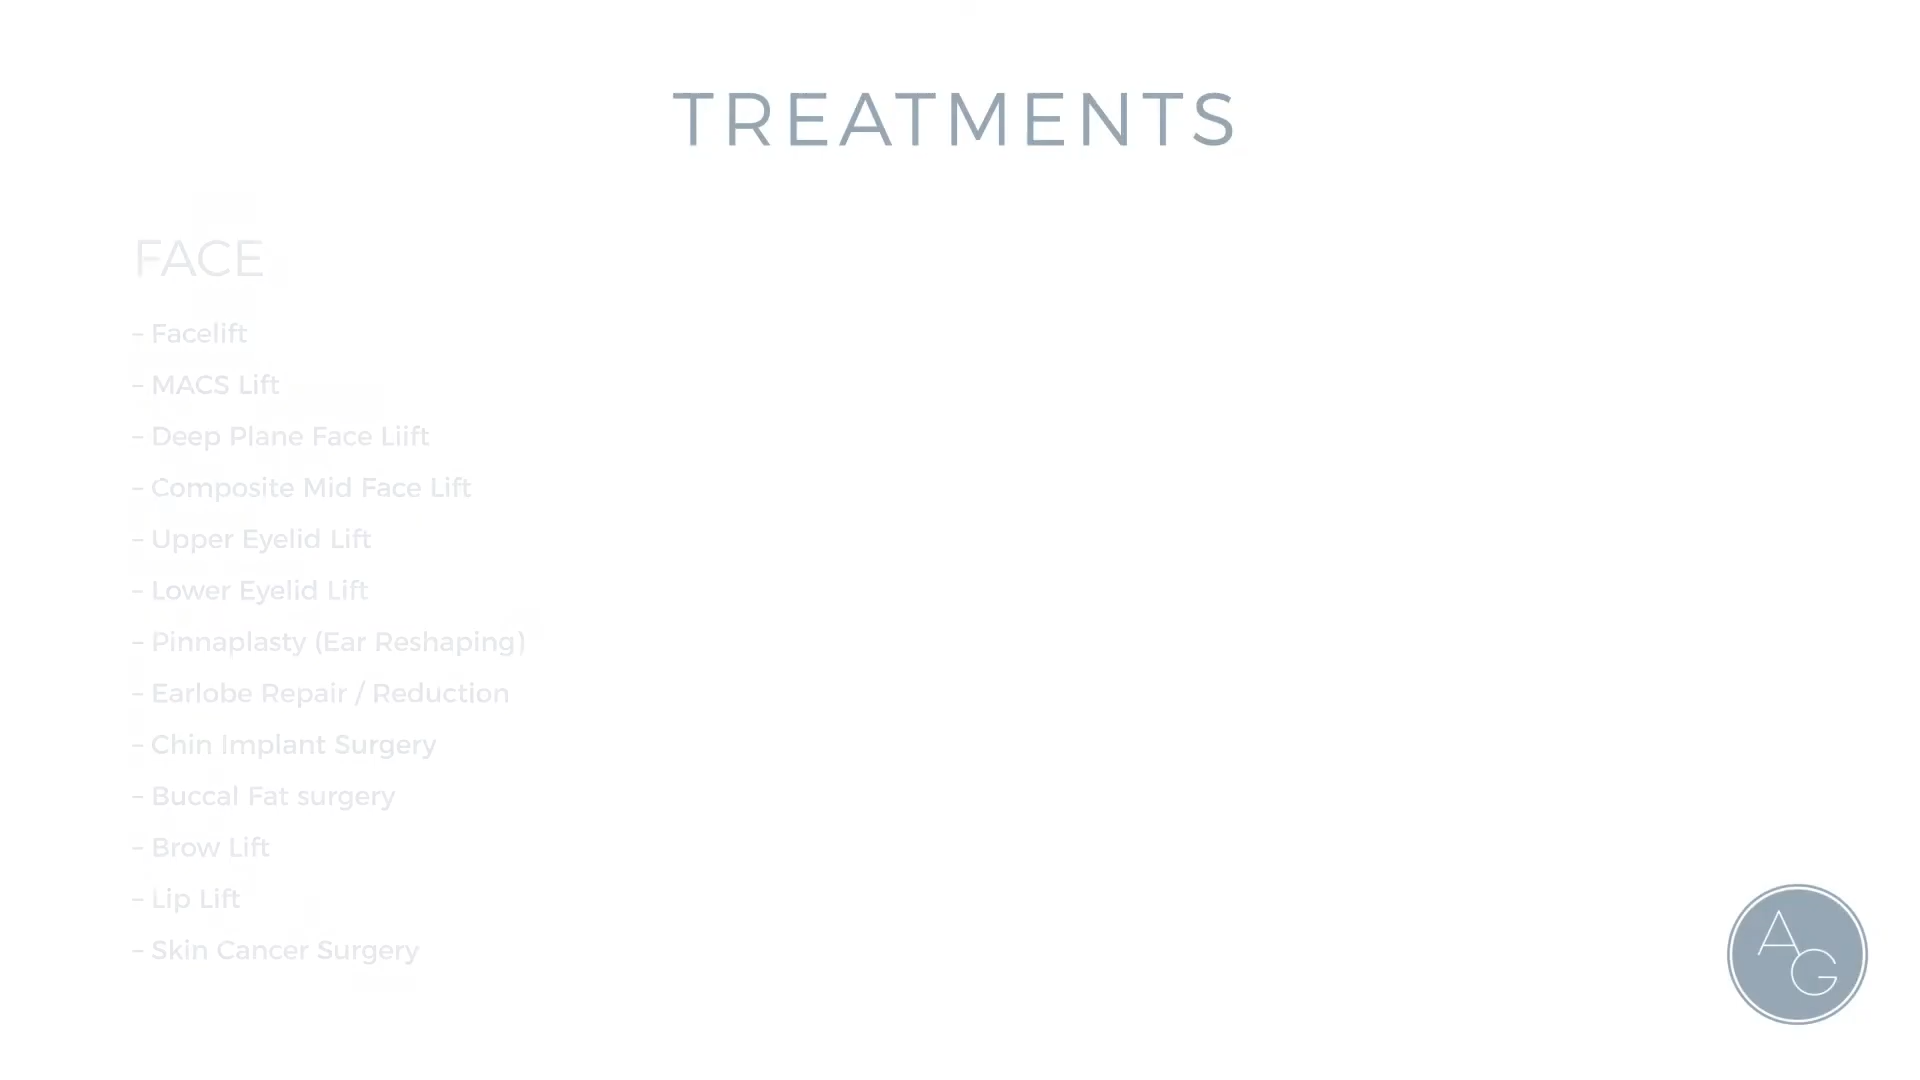 TREATMENTS
FACE
– Facelift
– MACS Lift
– Deep Plane Face Liift
– Composite Mid Face Lift
– Upper Eyelid Lift
– Lower Eyelid Lift
– Pinnaplasty (Ear Reshaping)
– Earlobe Repair / Reduction
– Chin Implant Surgery
– Buccal Fat surgery
– Brow Lift
– Lip Lift
– Skin Cancer Surgery
AG